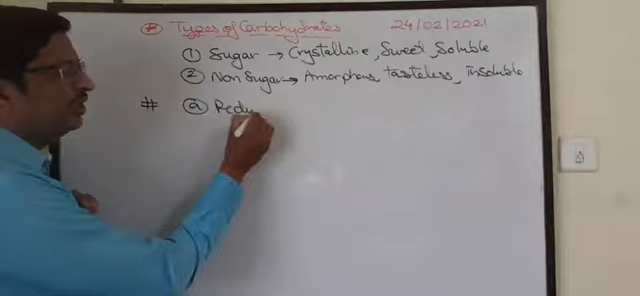 * Types of Carbohydrates 24/02/2021
① Sugar → Crystalline, Sweet, Soluble
② Non Sugar → Amorphous, tasteless, insoluble
# ⓐ Redu